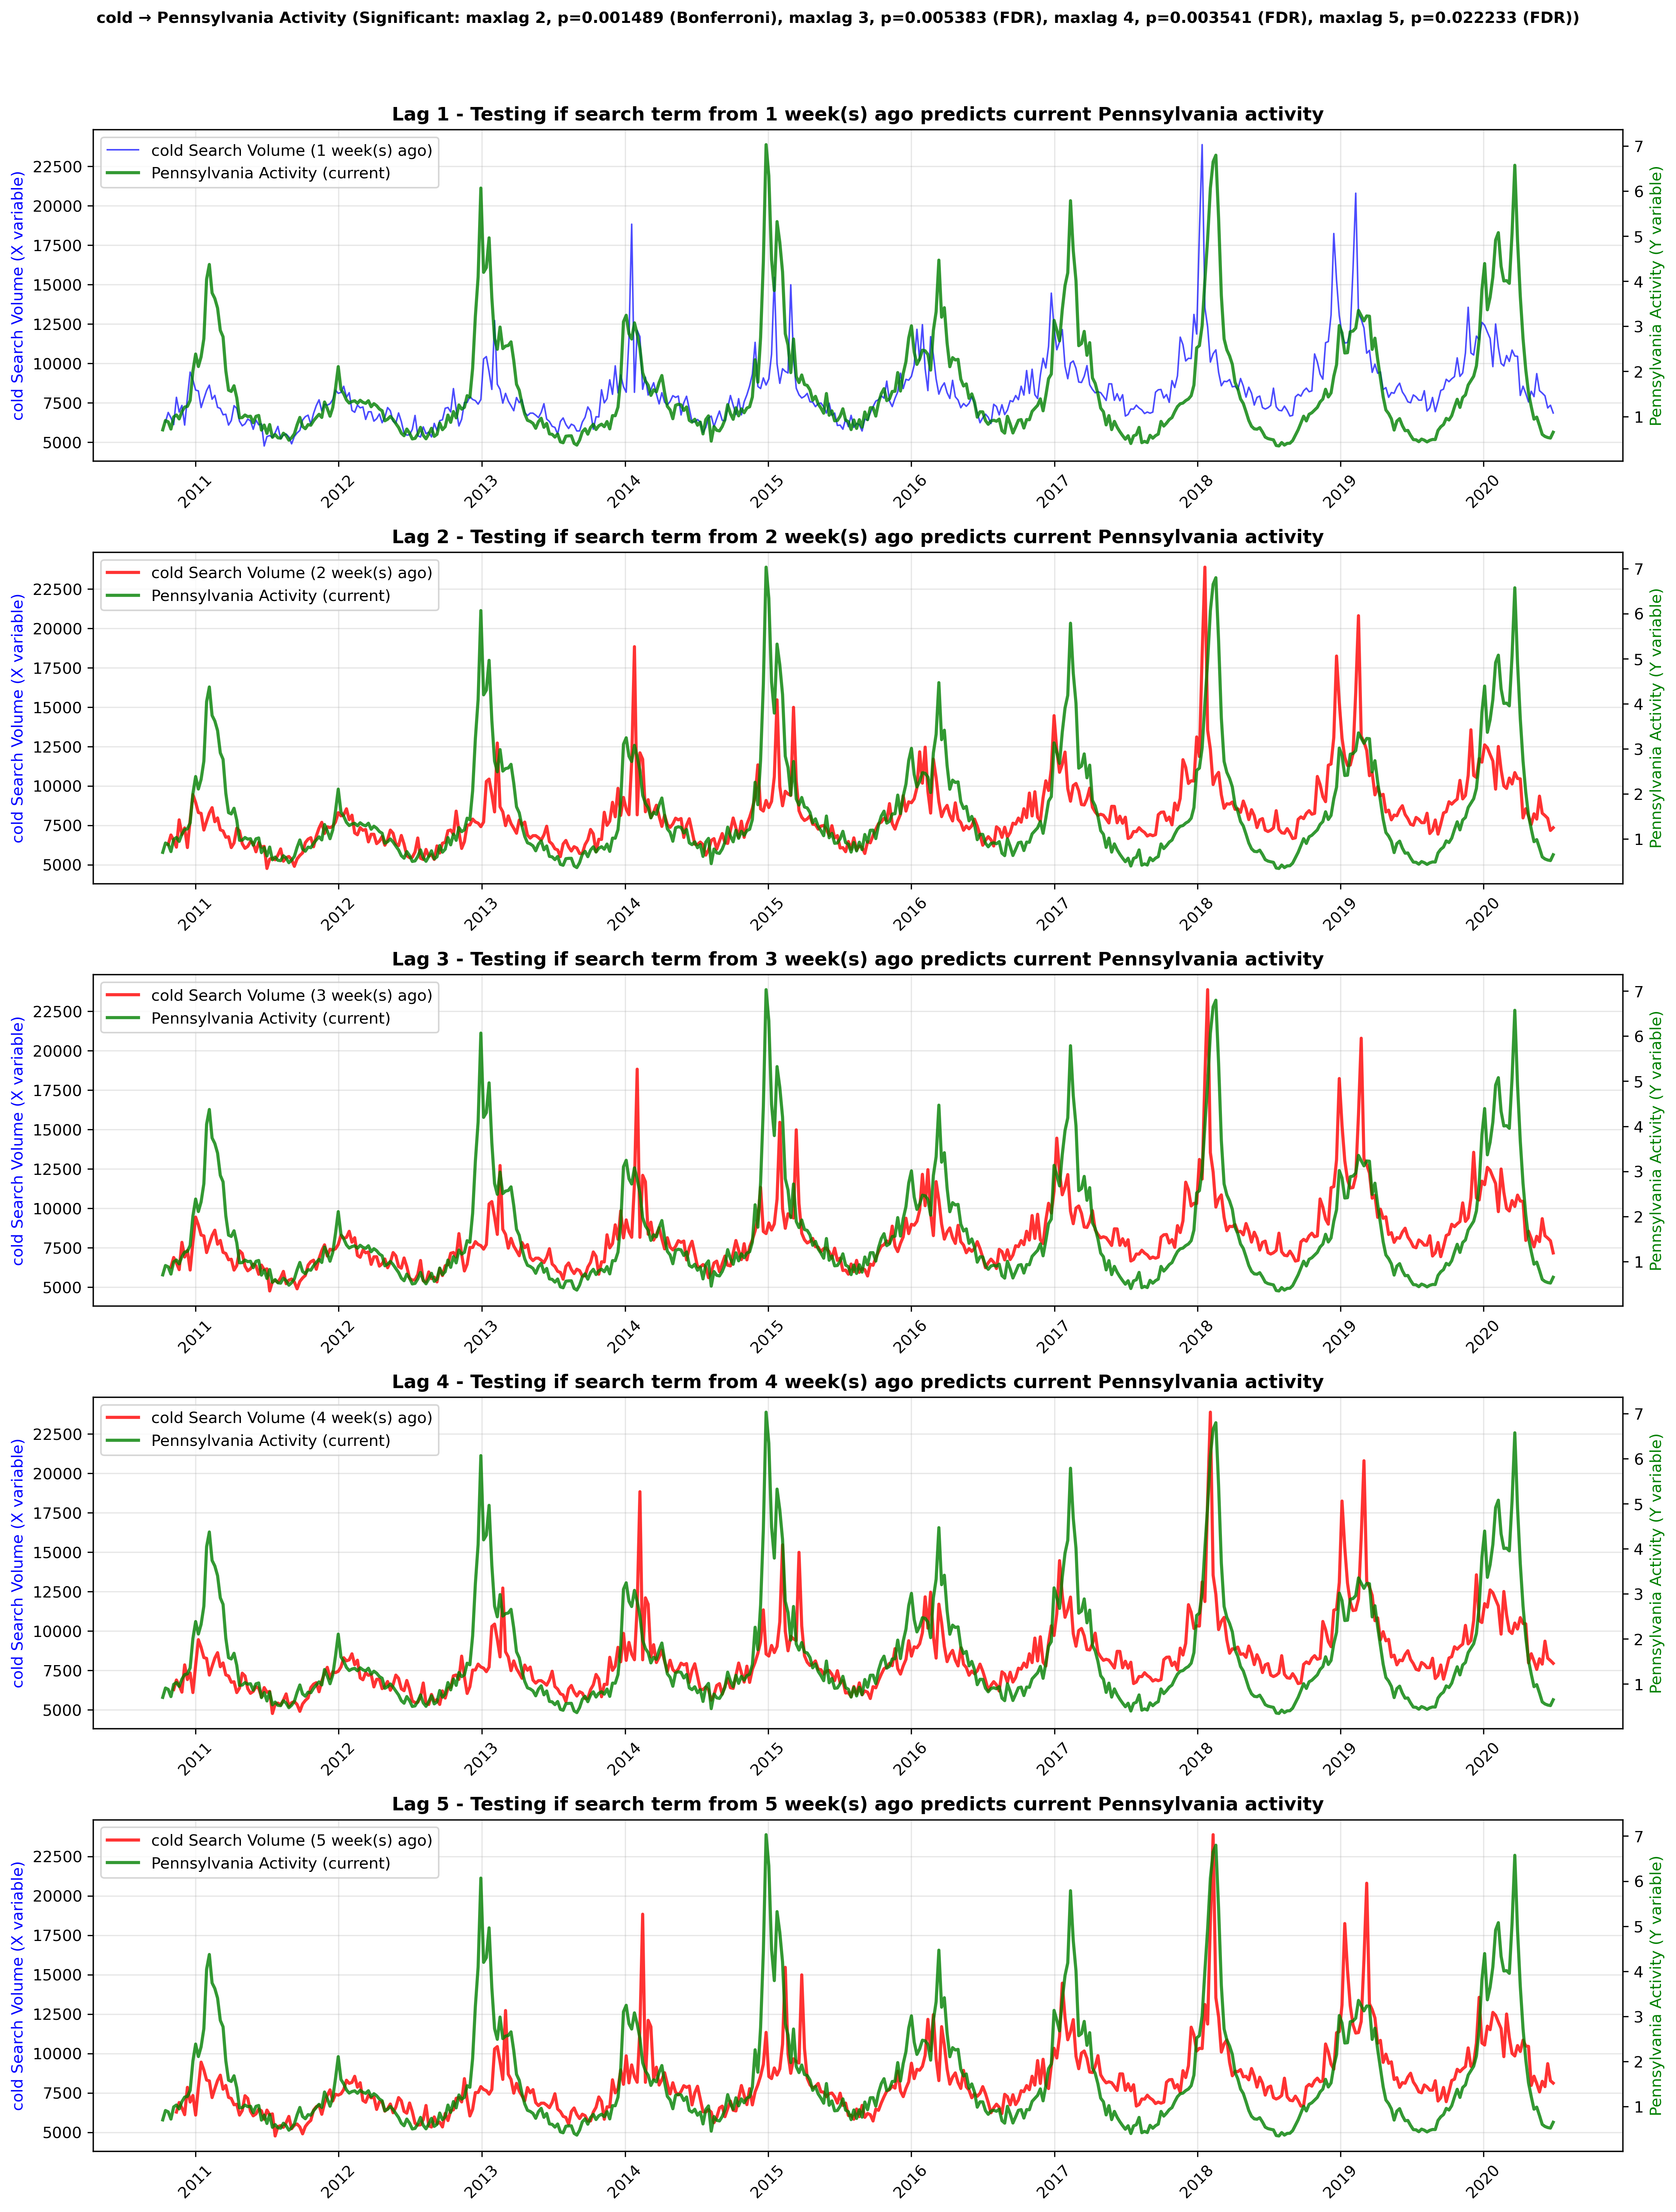 cold → Pennsylvania Activity (Significant: maxlag 2, p=0.001489 (Bonferroni), maxlag 3, p=0.005383 (FDR), maxlag 4, p=0.003541 (FDR), maxlag 5, p=0.022233 (FDR))
Lag 1 - Testing if search term from 1 week(s) ago predicts current Pennsylvania activity
cold Search Volume (1 week(s) ago)
Pennsylvania Activity (current)
cold Search Volume (X variable)
22500
20000
17500
15000
12500
10000
7500
5000
7
6
5
4
3
2
1
Pennsylvania Activity (Y variable)
2011 2012 2013 2014 2015 2016 2017 2018 2019 2020
Lag 2 - Testing if search term from 2 week(s) ago predicts current Pennsylvania activity
cold Search Volume (2 week(s) ago)
Pennsylvania Activity (current)
cold Search Volume (X variable)
22500
20000
17500
15000
12500
10000
7500
5000
7
6
5
4
3
2
1
Pennsylvania Activity (Y variable)
2011 2012 2013 2014 2015 2016 2017 2018 2019 2020
Lag 3 - Testing if search term from 3 week(s) ago predicts current Pennsylvania activity
cold Search Volume (3 week(s) ago)
Pennsylvania Activity (current)
cold Search Volume (X variable)
22500
20000
17500
15000
12500
10000
7500
5000
7
6
5
4
3
2
1
Pennsylvania Activity (Y variable)
2011 2012 2013 2014 2015 2016 2017 2018 2019 2020
Lag 4 - Testing if search term from 4 week(s) ago predicts current Pennsylvania activity
cold Search Volume (4 week(s) ago)
Pennsylvania Activity (current)
cold Search Volume (X variable)
22500
20000
17500
15000
12500
10000
7500
5000
7
6
5
4
3
2
1
Pennsylvania Activity (Y variable)
2011 2012 2013 2014 2015 2016 2017 2018 2019 2020
Lag 5 - Testing if search term from 5 week(s) ago predicts current Pennsylvania activity
cold Search Volume (5 week(s) ago)
Pennsylvania Activity (current)
cold Search Volume (X variable)
22500
20000
17500
15000
12500
10000
7500
5000
7
6
5
4
3
2
1
Pennsylvania Activity (Y variable)
2011 2012 2013 2014 2015 2016 2017 2018 2019 2020